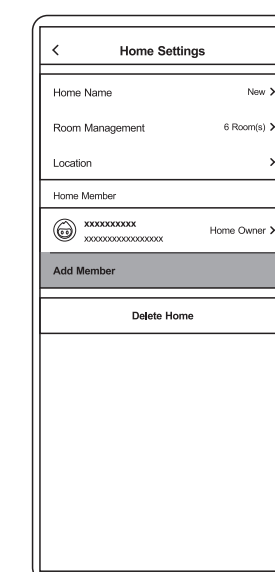 Home Settings
Home Name New
Room Management 6 Room(s)
Location
Home Member
xxxxxxxxxx
xxxxxxxxxxxxxxxxx Home Owner
Add Member
Delete Home